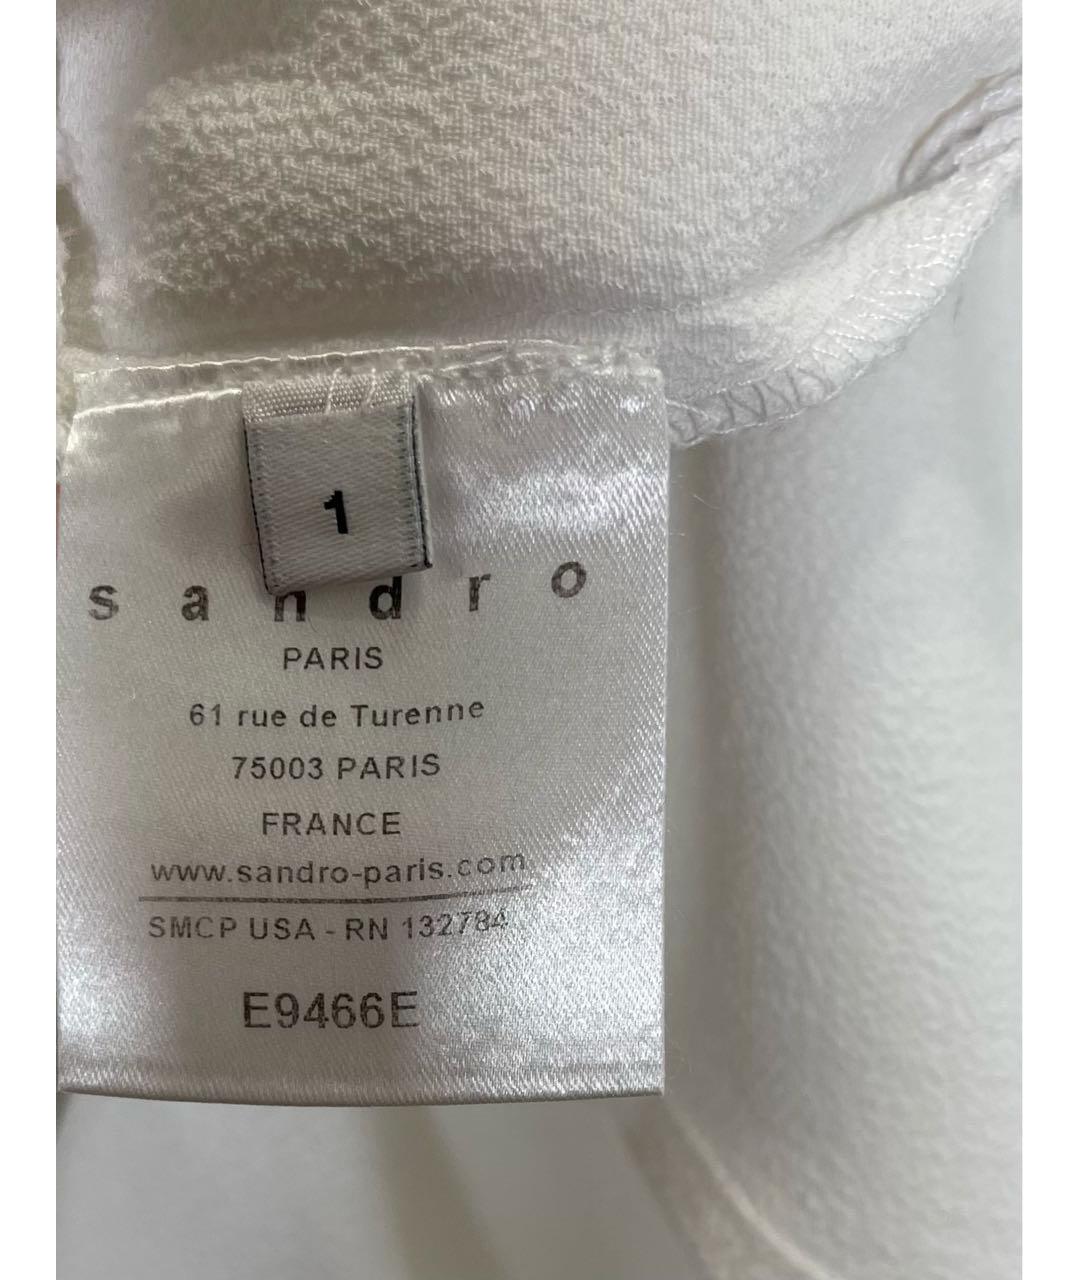 1
sandro
PARIS
61 rue de Turenne
75003 PARIS
FRANCE
www.sandro-paris.com
SMCP USA - RN 132784
E9466E